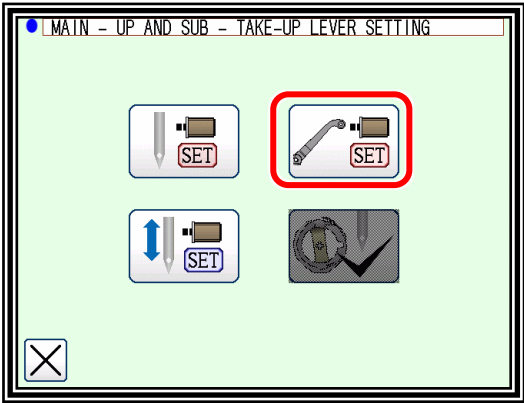 MAIN – UP AND SUB – TAKE–UP LEVER SETTING
SET
SET
SET